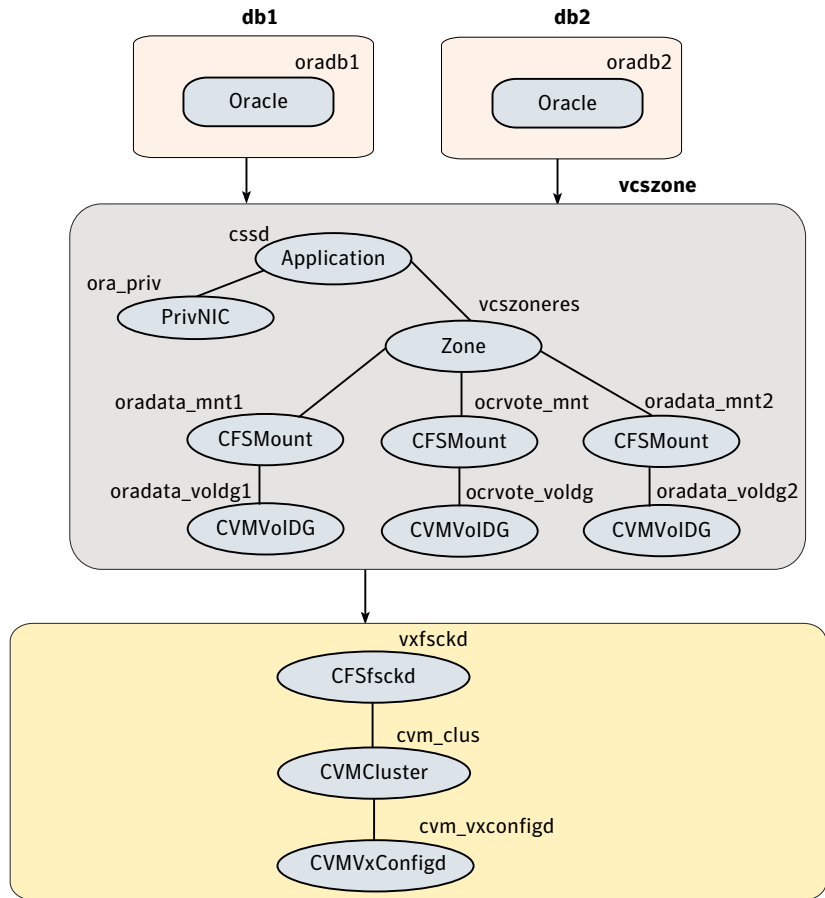 db1
db2
oradb1
Oracle
oradb2
Oracle
vcszone
cssd
Application
ora_priv
PrivNIC
vcszoneres
Zone
oradata_mnt1
CFSMount
ocrvote_mnt
CFSMount
oradata_mnt2
CFSMount
oradata_voldg1
CVMVolDG
ocrvote_voldg
CVMVolDG
oradata_voldg2
CVMVolDG
vxfsckd
CFSfsckd
cvm_clus
CVMCluster
cvm_vxconfigd
CVMVxConfigd